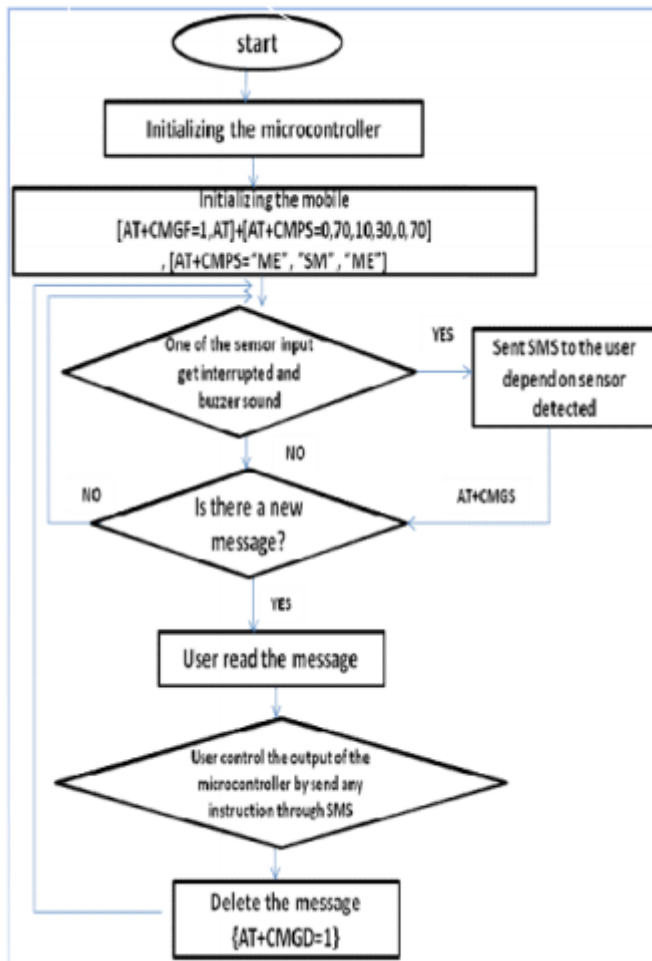 start
Initializing the microcontroller
Initializing the mobile
[AT+CMGF=1,AT]+[AT+CMPS=0,70,10,30,0,70]
, [AT+CMPS="ME", "SM", "ME"]
One of the sensor input
get interrupted and
buzzer sound
YES
Sent SMS to the user
depend on sensor
detected
NO
AT+CMGS
NO
Is there a new
message?
YES
User read the message
User control the output of the
microcontroller by send any
instruction through SMS
Delete the message
{AT+CMGD=1}